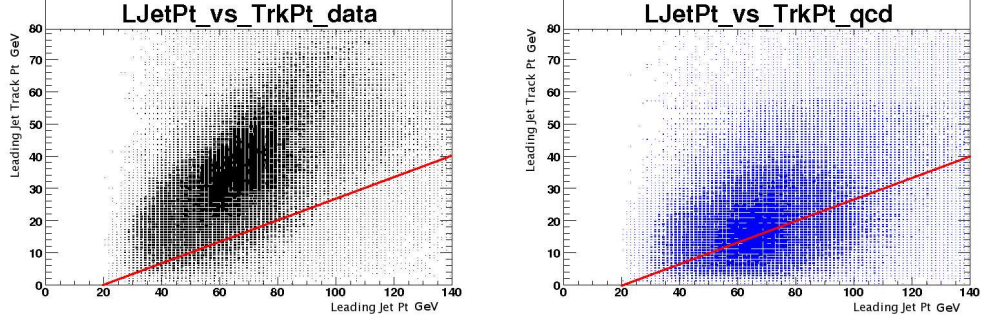 LJetPt_vs_TrkPt_data
Leading Jet Track Pt GeV
80
70
60
50
40
30
20
10
0
0 20 40 60 80 100 120 140
Leading Jet Pt GeV
LJetPt_vs_TrkPt_qcd
Leading Jet Track Pt GeV
80
70
60
50
40
30
20
10
0
0 20 40 60 80 100 120 140
Leading Jet Pt GeV